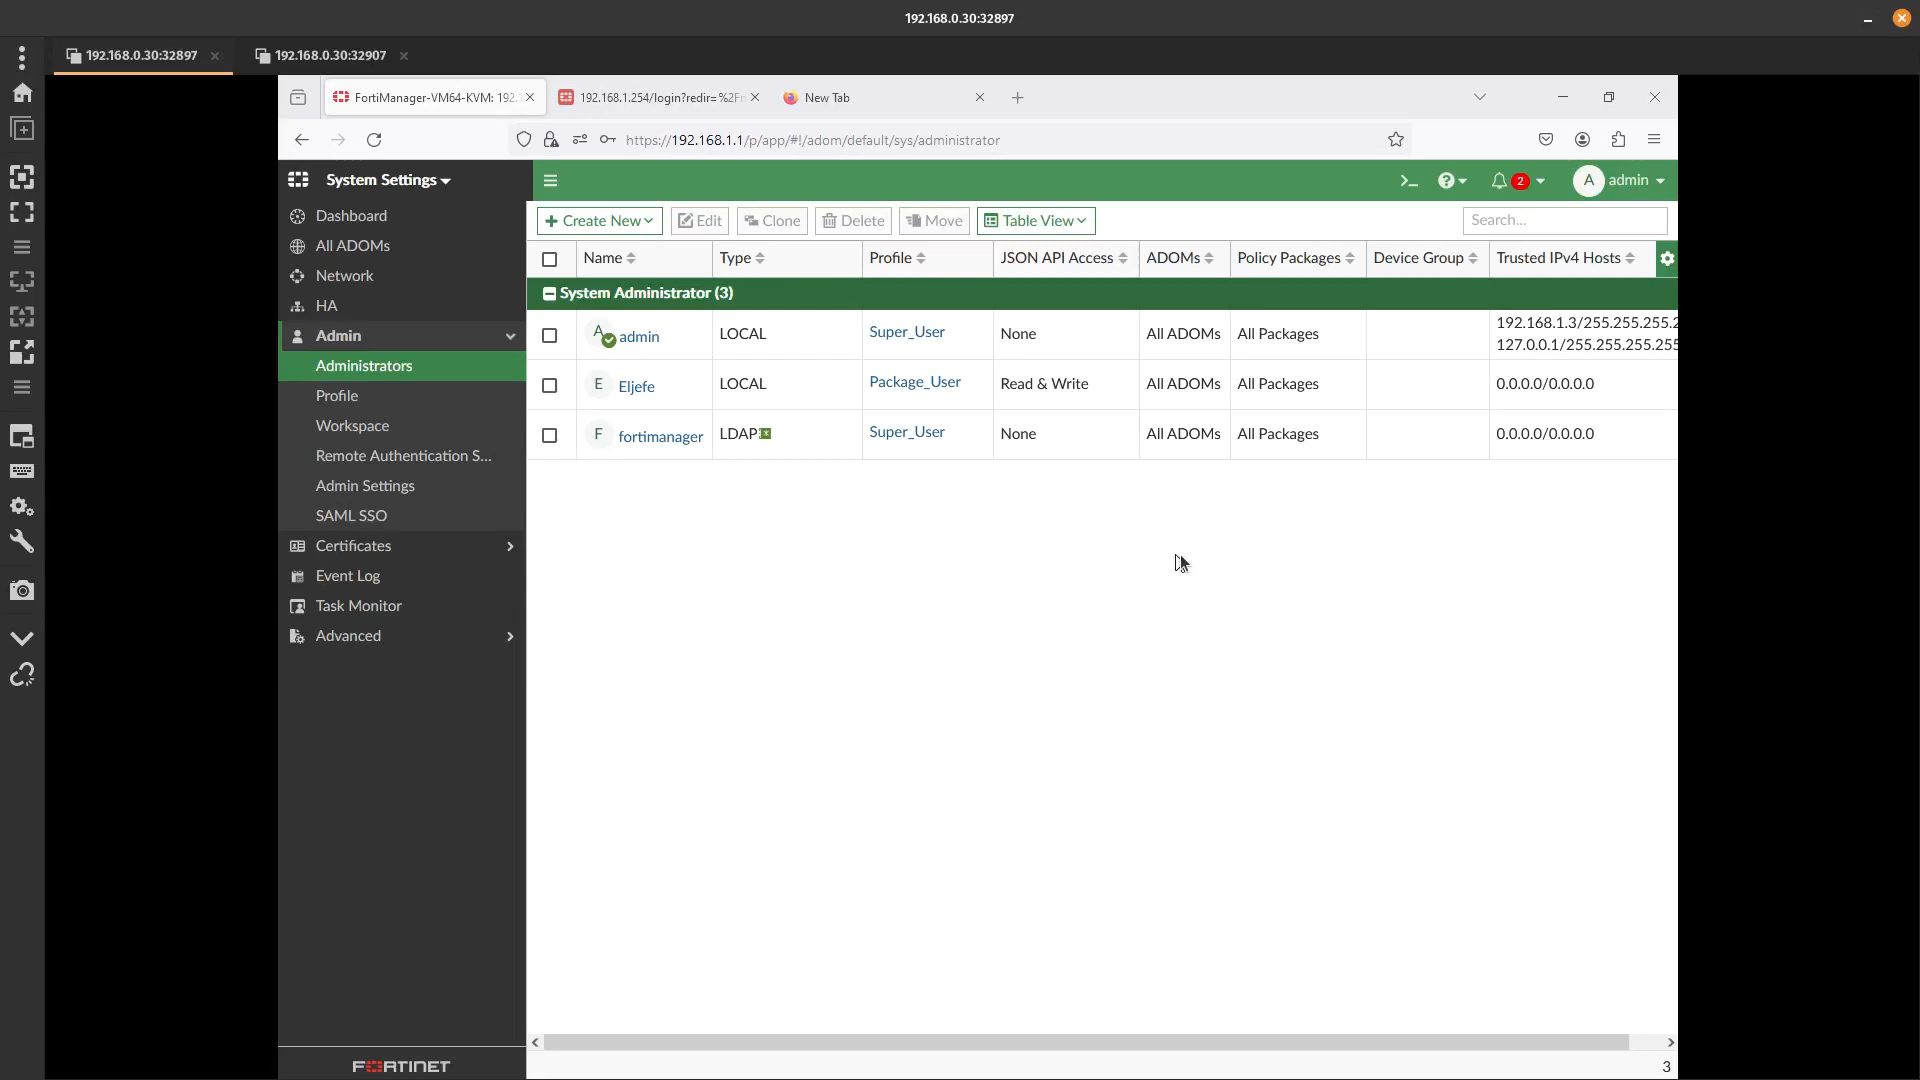 192.168.0.30:32897
192.168.0.30:32897
192.168.0.30:32907
FortiManager-VM64-KVM: 192.1
192.168.1.254/login?redir=%2Fn
New Tab
https://192.168.1.1/p/app/#!/adom/default/sys/administrator
System Settings
2
A
admin
Dashboard
All ADOMs
Network
HA
Admin
Administrators
Profile
Workspace
Remote Authentication S...
Admin Settings
SAML SSO
Certificates
Event Log
Task Monitor
Advanced
FORTINET
Create New
Edit
Clone
Delete
Move
Table View
Search...
Name Type Profile JSON API Access ADOMs Policy Packages Device Group Trusted IPv4 Hosts
System Administrator (3)
A admin LOCAL Super_User None All ADOMs All Packages 192.168.1.3/255.255.255.2
127.0.0.1/255.255.255.255
E Eljefe LOCAL Package_User Read & Write All ADOMs All Packages 0.0.0.0/0.0.0.0
F fortimanager LDAP Super_User None All ADOMs All Packages 0.0.0.0/0.0.0.0
3